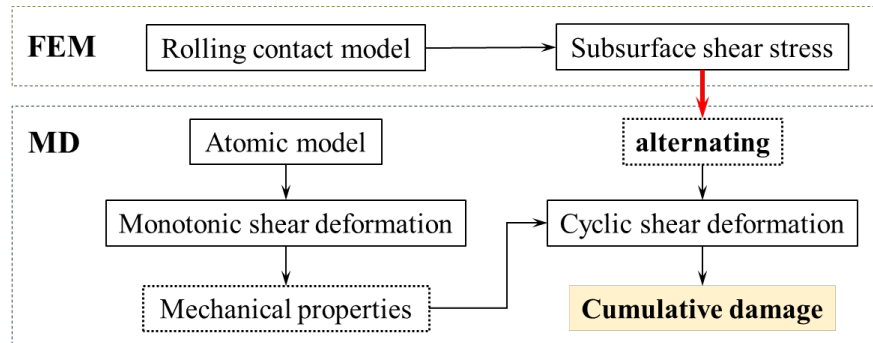 FEM
Rolling contact model
Subsurface shear stress
MD
Atomic model
alternating
Monotonic shear deformation
Cyclic shear deformation
Mechanical properties
Cumulative damage